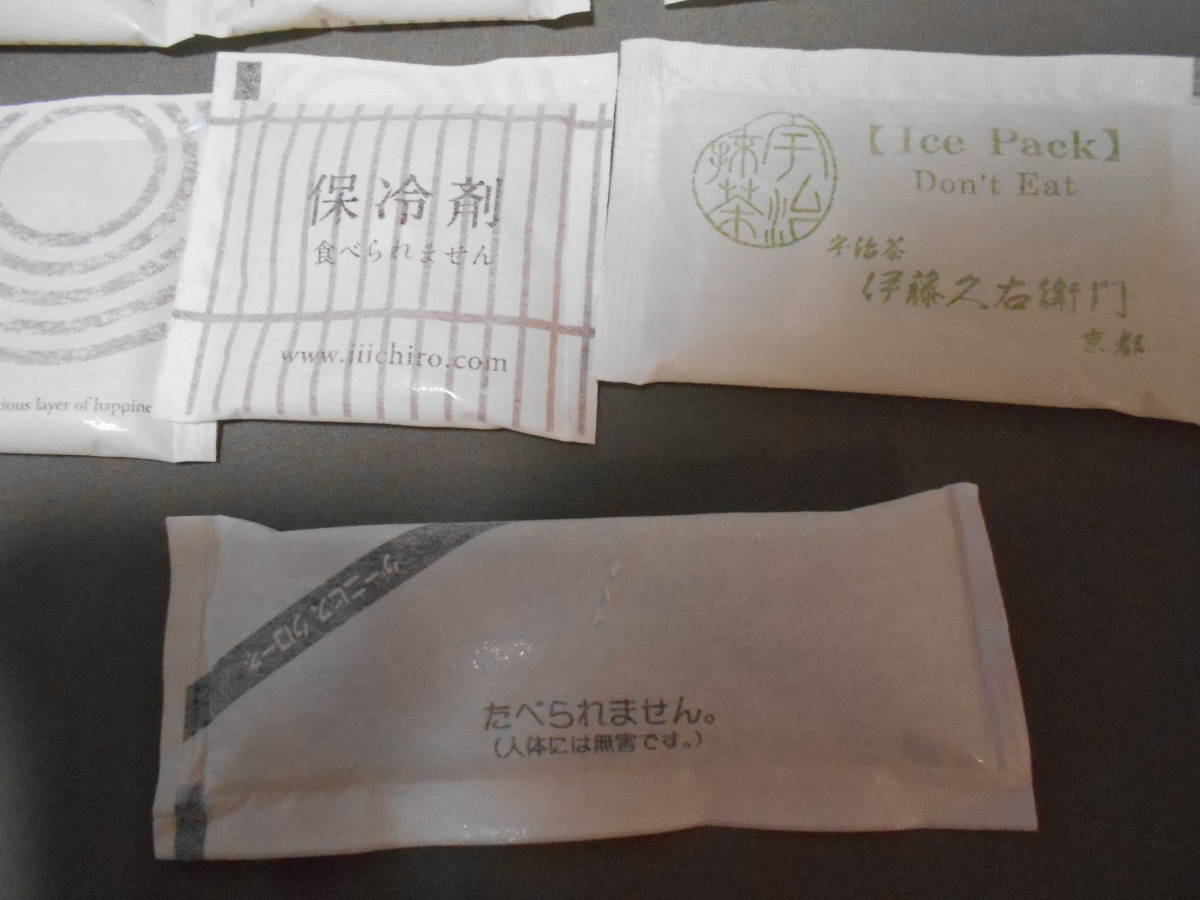 保冷剤
食べられません
www.iiichiro.com
layer of
宇治
抹茶
【Ice Pack】
Don't Eat
宇治茶
伊藤久右衛門
京都
たべられません。
（人体には無害です。）